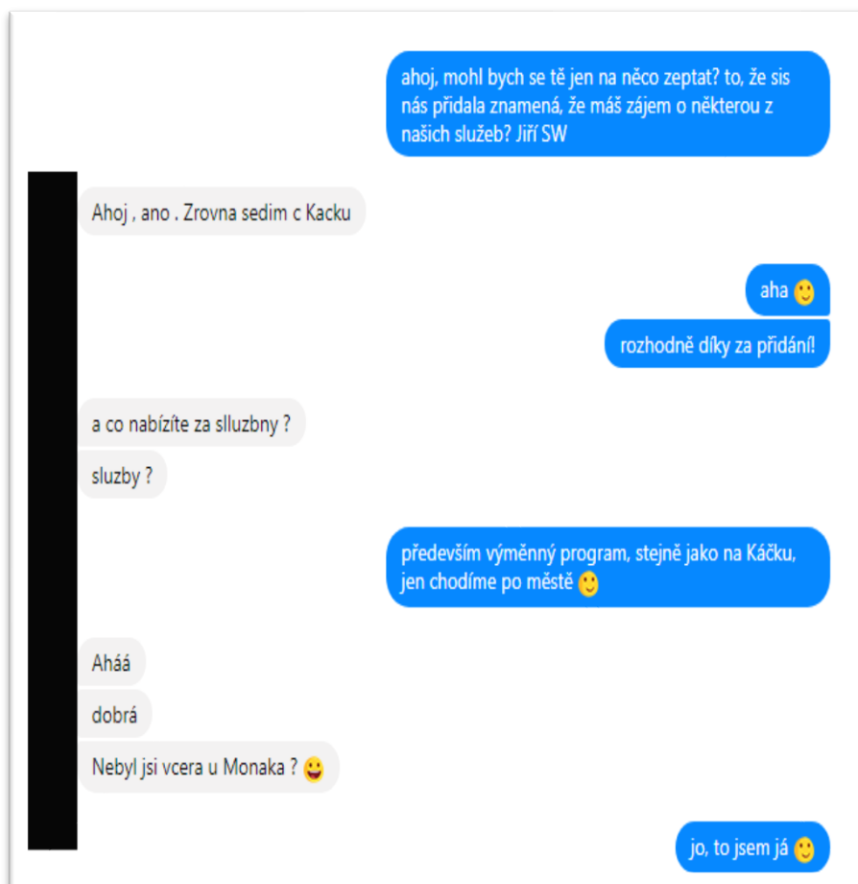 ahoj, mohl bych se tě jen na něco zeptat? to, že sis
nás přidala znamená, že máš zájem o některou z
našich služeb? Jiří SW
Ahoj , ano . Zrovna sedim c Kacku
aha 🙂
rozhodně díky za přidání!
a co nabízíte za slluzbny ?
sluzby ?
především výměnný program, stejně jako na Káčku,
jen chodíme po městě 🙂
Aháá
dobrá
Nebyl jsi vcera u Monaka ? 😀
jo, to jsem já 🙂